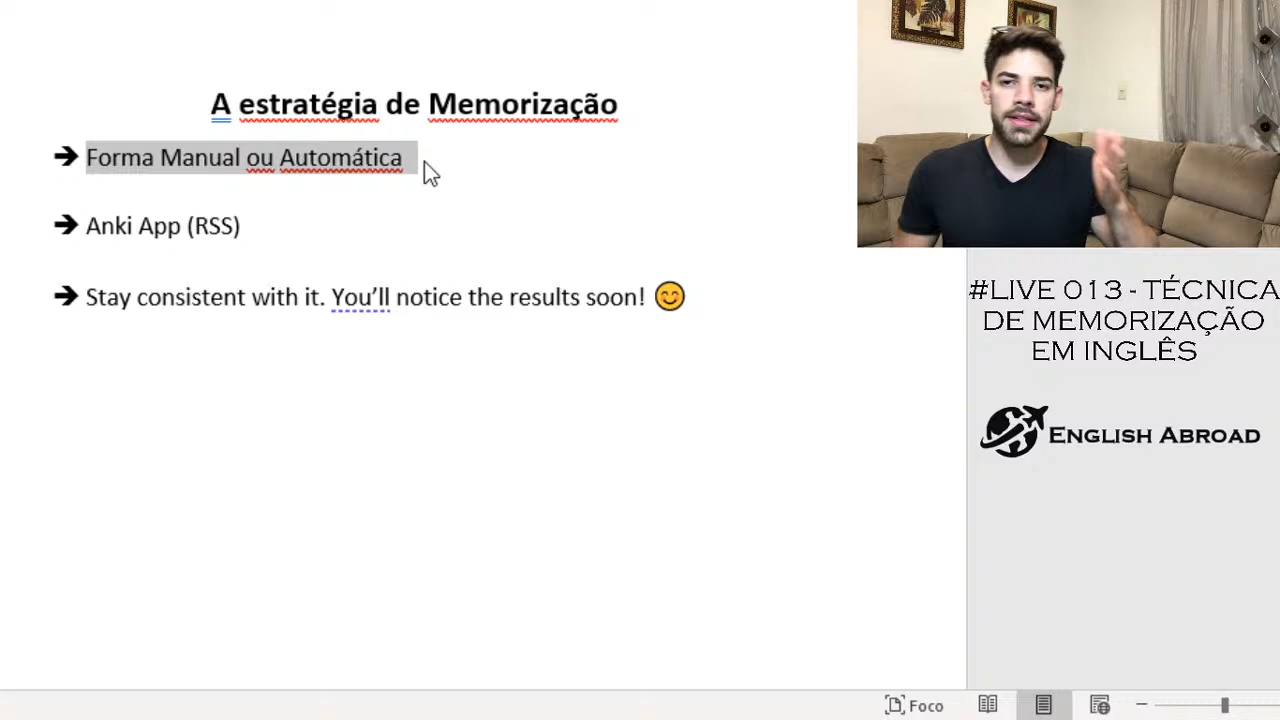 A estratégia de Memorização
➔ Forma Manual ou Automática
➔ Anki App (RSS)
➔ Stay consistent with it. You’ll notice the results soon! 😊
#LIVE 013 - TÉCNICA
DE MEMORIZAÇÃO
EM INGLÊS
ENGLISH ABROAD
Foco